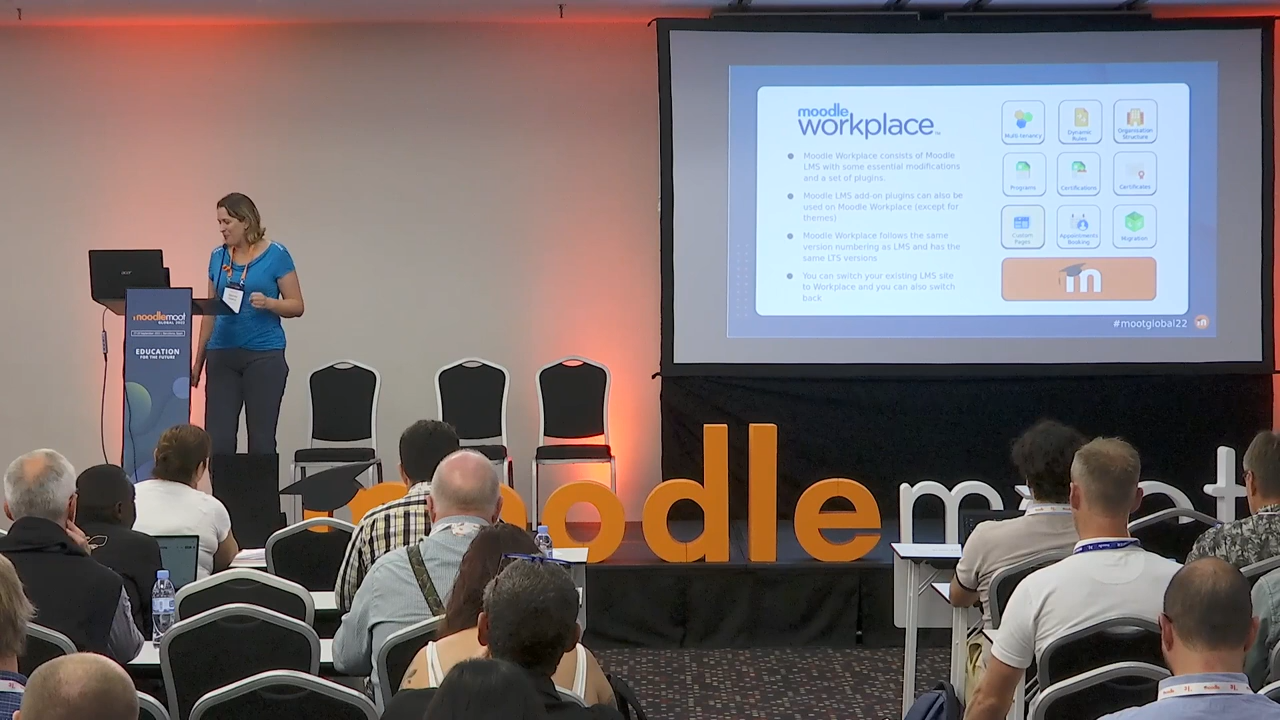 moodle
workplace
Moodle Workplace consists of Moodle
LMS with some essential modifications
and a set of plugins.
Moodle LMS add-on plugins can also be
used on Moodle Workplace (except for
themes)
Moodle Workplace follows the same
version numbering as LMS and has the
same LTS versions
You can switch your existing LMS site
to Workplace and you can also switch
back
Multi-tenancy
Dynamic
Rules
Organisation
Structure
Programs
Certifications
Certificates
Custom
Pages
Appointments
Booking
Migration
m
#mootglobal22
acer
moodlemoot
GLOBAL 2022
EDUCATION
FOR THE FUTURE
moodle